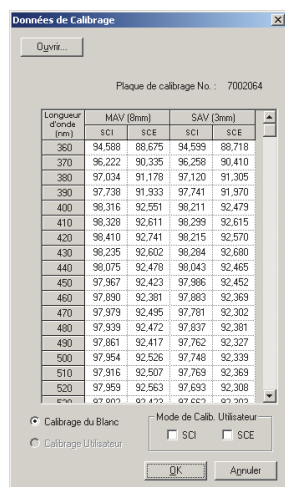 Données de Calibrage
Ouvrir...
Plaque de calibrage No. : 7002064
Longueur d'onde (nm) MAV (8mm) SAV (3mm)
SCI SCE SCI SCE
360 94,588 88,675 94,599 88,718
370 96,222 90,335 96,258 90,410
380 97,034 91,178 97,120 91,305
390 97,738 91,933 97,741 91,970
400 98,316 92,551 98,211 92,479
410 98,328 92,611 98,299 92,615
420 98,410 92,741 98,215 92,570
430 98,235 92,602 98,284 92,680
440 98,075 92,478 98,043 92,465
450 97,967 92,423 97,986 92,452
460 97,890 92,381 97,883 92,369
470 97,979 92,495 97,781 92,302
480 97,939 92,472 97,837 92,381
490 97,861 92,417 97,762 92,327
500 97,954 92,526 97,748 92,339
510 97,916 92,507 97,769 92,369
520 97,959 92,563 97,693 92,308
Calibrage du Blanc
Calibrage Utilisateur
Mode de Calib. Utilisateur
SCI SCE
OK Annuler